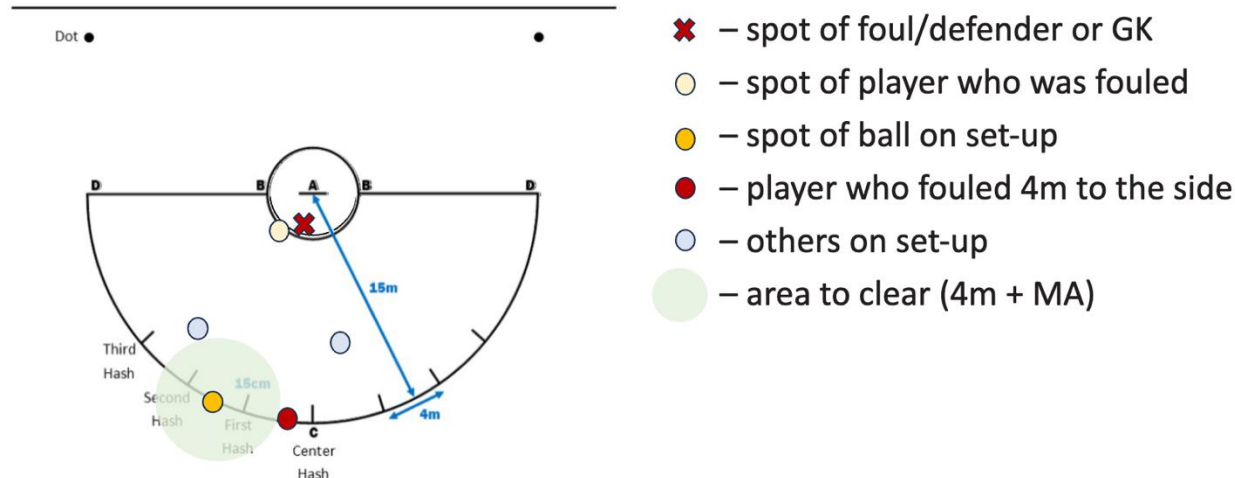 Dot
D B A B D
15m
Third
Hash
Second
Hash
15cm
First
Hash
C
Center
Hash
4m
– spot of foul/defender or GK
– spot of player who was fouled
– spot of ball on set-up
– player who fouled 4m to the side
– others on set-up
– area to clear (4m + MA)